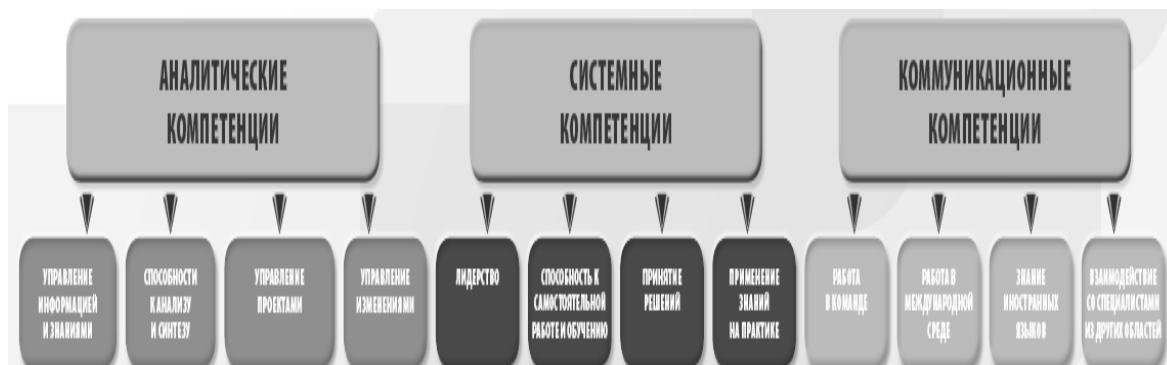 АНАЛИТИЧЕСКИЕ
КОМПЕТЕНЦИИ
СИСТЕМНЫЕ
КОМПЕТЕНЦИИ
КОММУНИКАЦИОННЫЕ
КОМПЕТЕНЦИИ
УПРАВЛЕНИЕ
ИНФОРМАЦИЕЙ
И ЗНАНИЯМИ
СПОСОБНОСТИ
К АНАЛИЗУ
И СИНТЕЗУ
УПРАВЛЕНИЕ
ПРОЕКТАМИ
УПРАВЛЕНИЕ
ИЗМЕНЕНИЯМИ
ЛИДЕРСТВО
СПОСОБНОСТЬ К
САМОСТОЯТЕЛЬНОЙ
РАБОТЕ И ОБУЧЕНИЮ
ПРИНЯТИЕ
РЕШЕНИЙ
ПРИМЕНЕНИЕ
ЗНАНИЙ
НА ПРАКТИКЕ
РАБОТА
В КОМАНДЕ
РАБОТА В
МЕЖДУНАРОДНОЙ
СРЕДЕ
ЗНАНИЕ
ИНОСТРАННЫХ
ЯЗЫКОВ
ВЗАИМОДЕЙСТВИЕ
СО СПЕЦИАЛИСТАМИ
ИЗ ДРУГИХ ОБЛАСТЕЙ